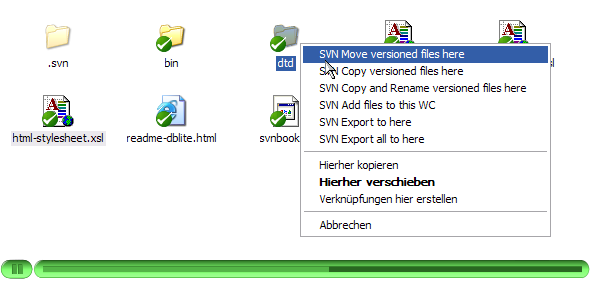 .svn
bin
dtd
sl
html-stylesheet.xsl
readme-dblite.html
svnbook
SVN Move versioned files here
SVN Copy versioned files here
SVN Copy and Rename versioned files here
SVN Add files to this WC
SVN Export to here
SVN Export all to here
Hierher kopieren
Hierher verschieben
Verknüpfungen hier erstellen
Abbrechen